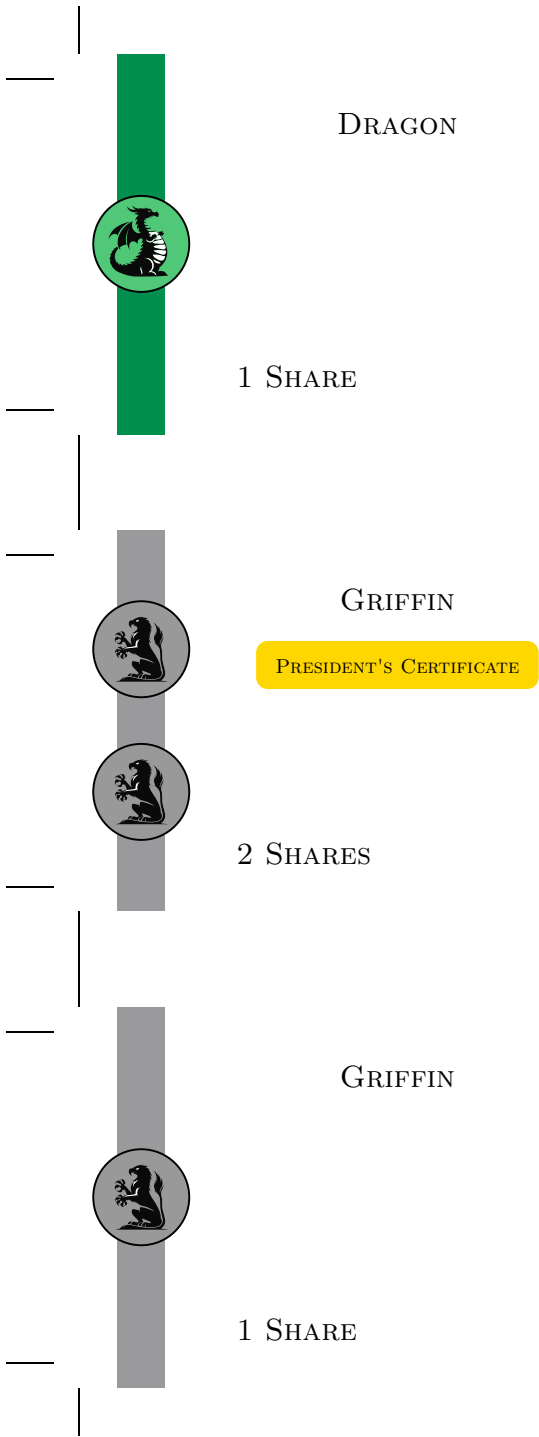 Dragon
1 Share
Griffin
President's Certificate
2 Shares
Griffin
1 Share